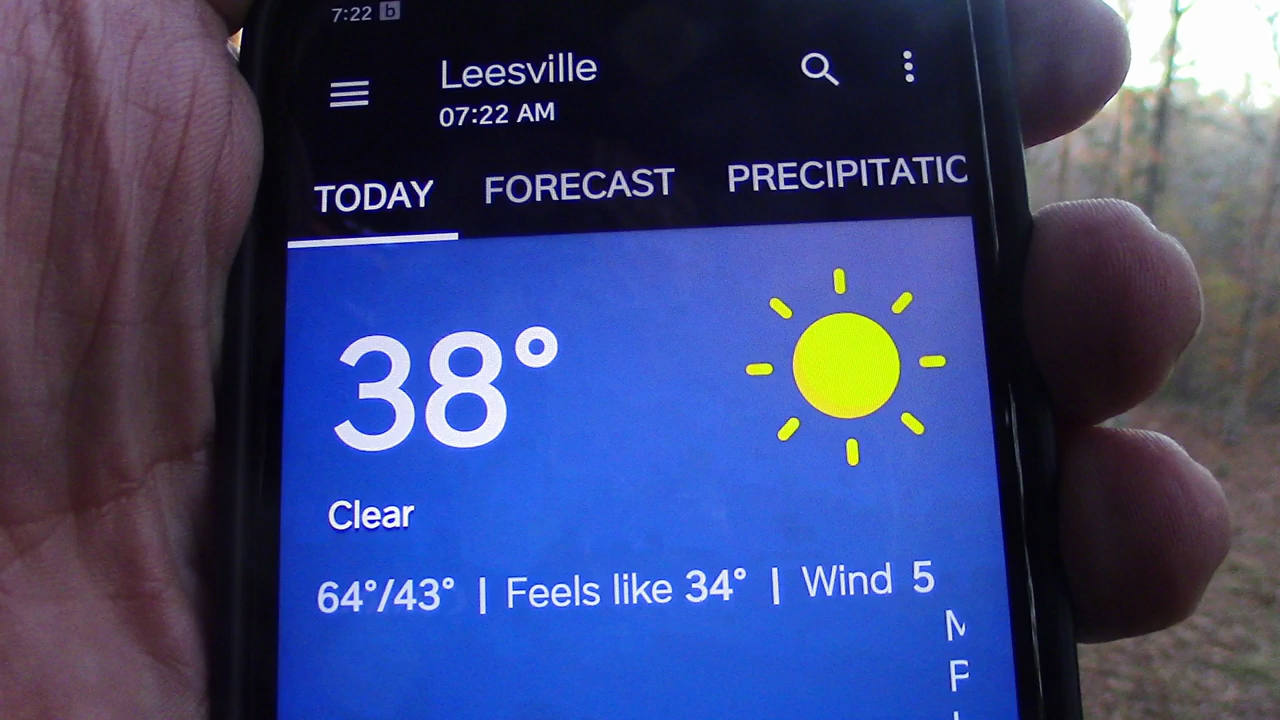 7:22 b
Leesville
07:22 AM
TODAY FORECAST PRECIPITATIC
38°
Clear
64°/43° | Feels like 34° | Wind 5
M
P